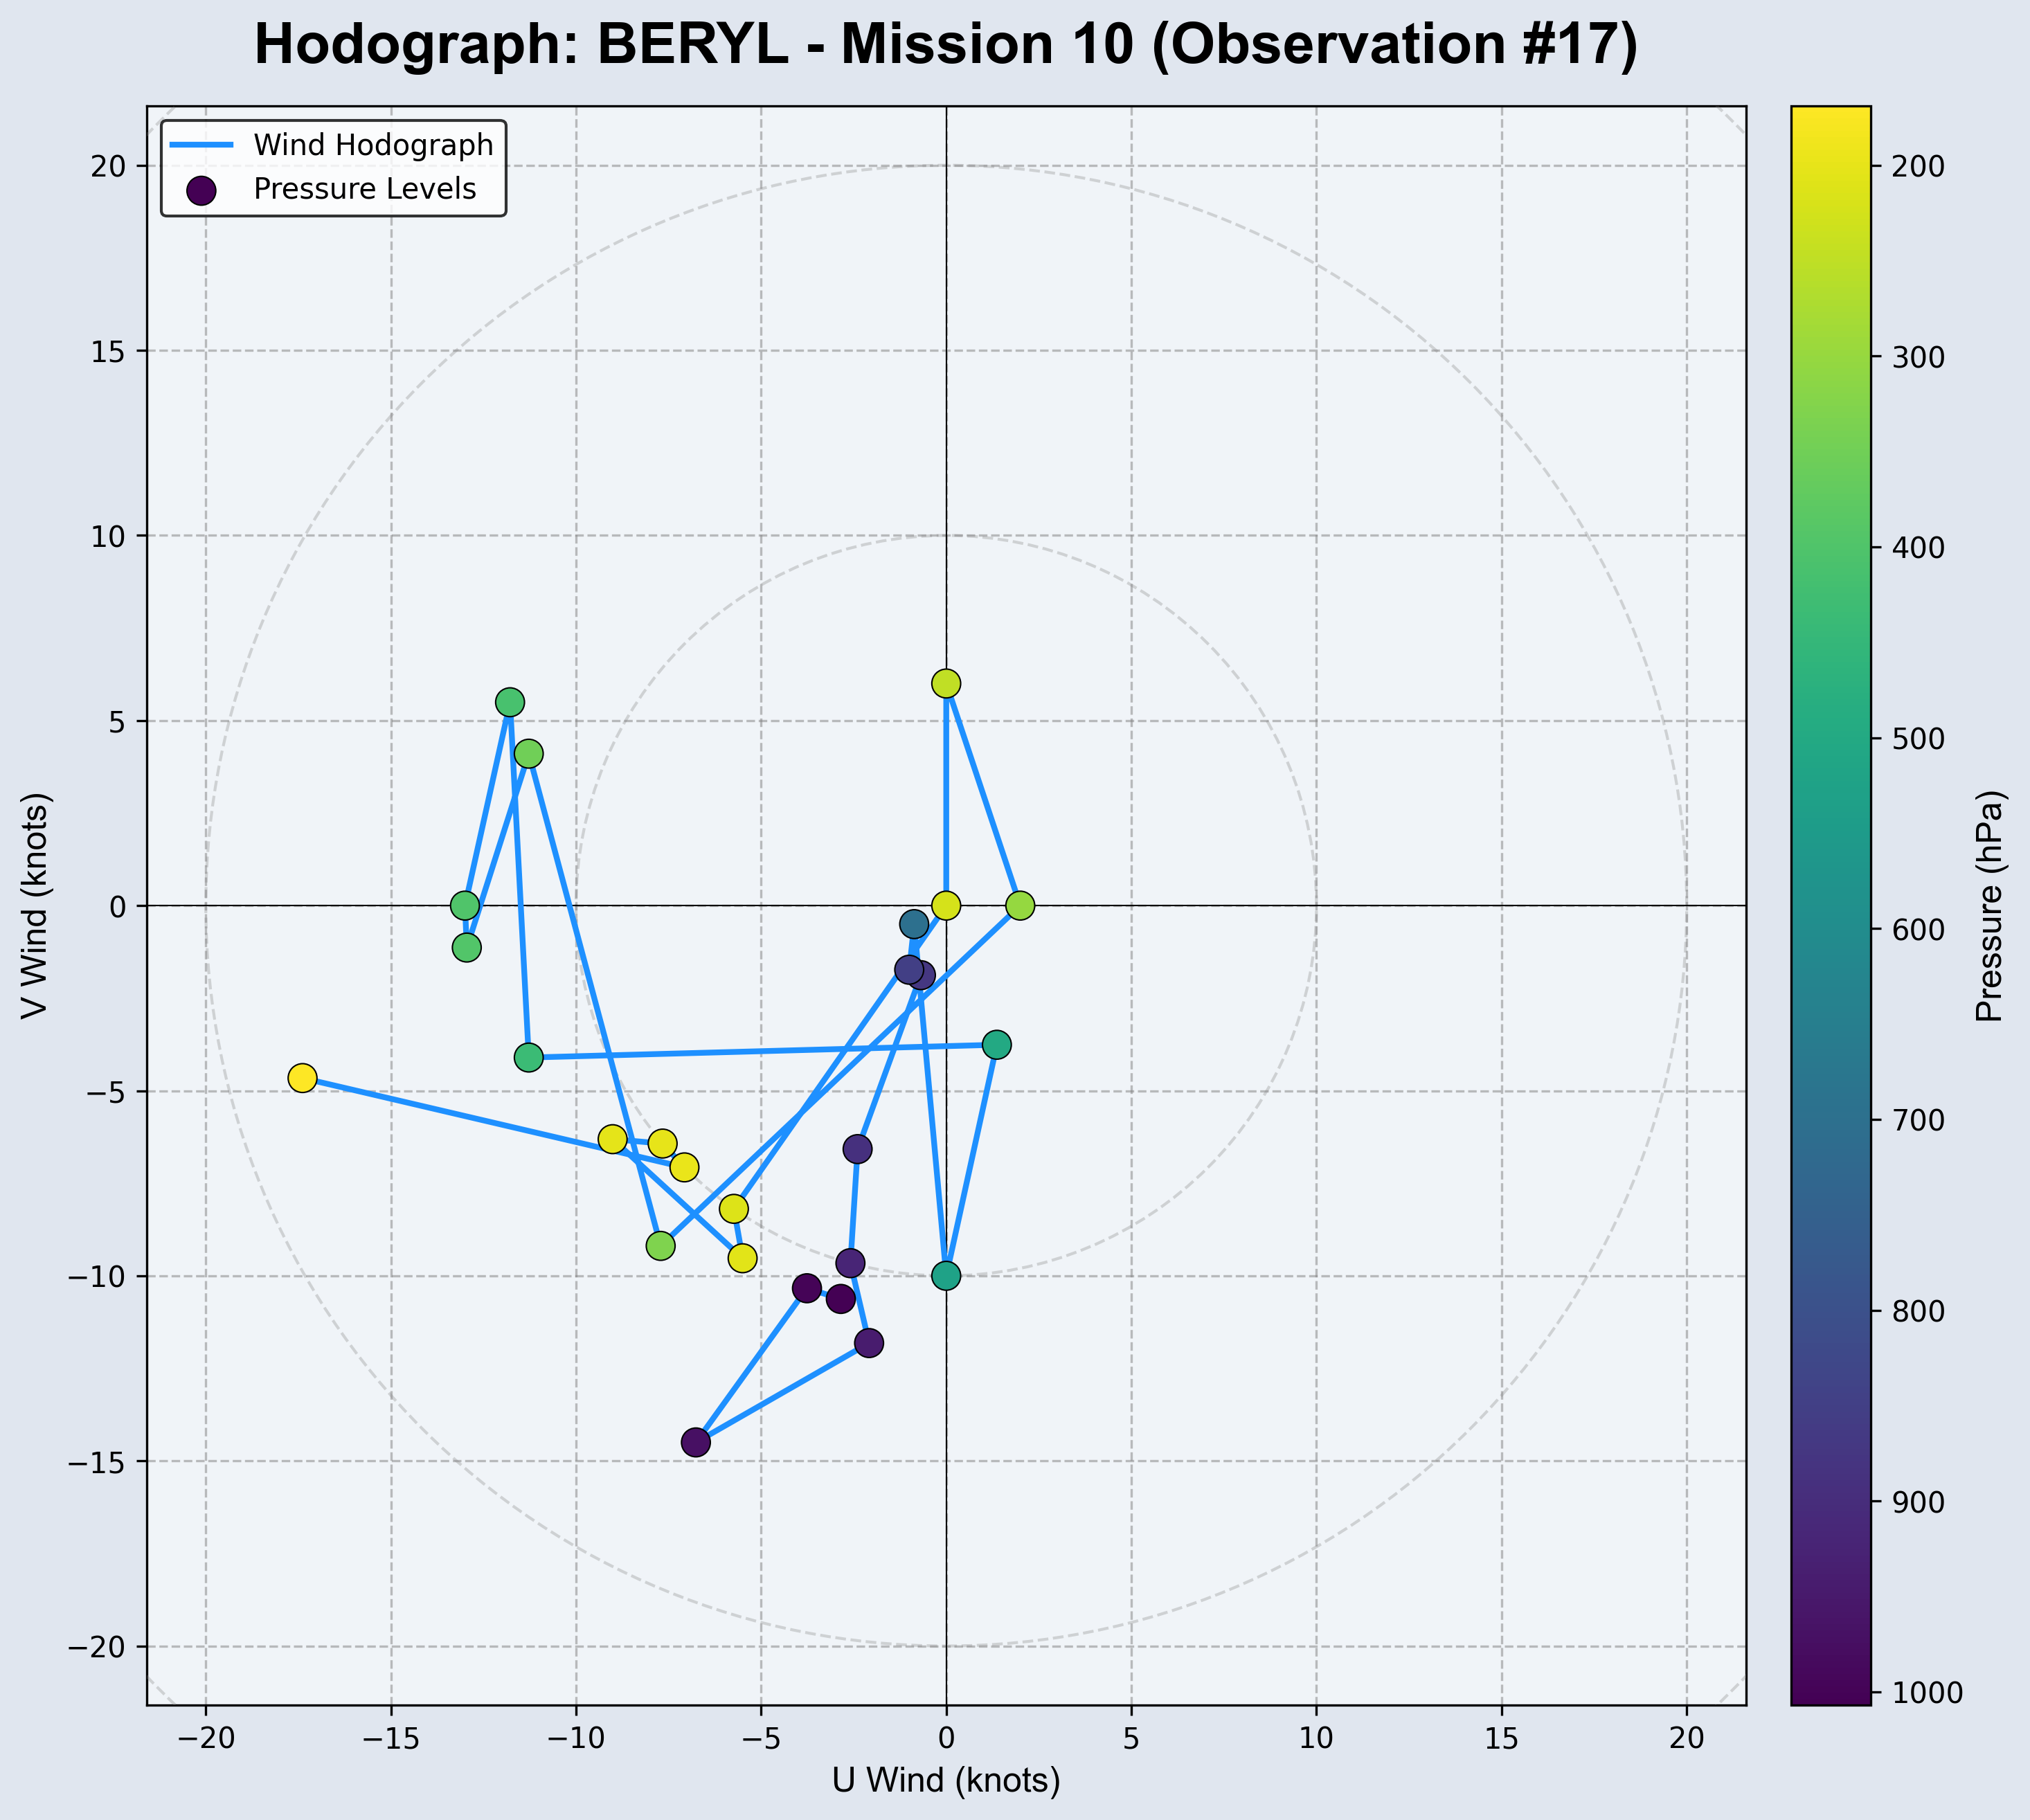 Hodograph: BERYL - Mission 10 (Observation #17)
Wind Hodograph
Pressure Levels
20
15
10
5
0
−5
−10
−15
−20
V Wind (knots)
−20 −15 −10 −5 0 5 10 15 20
U Wind (knots)
200
300
400
500
600
700
800
900
1000
Pressure (hPa)